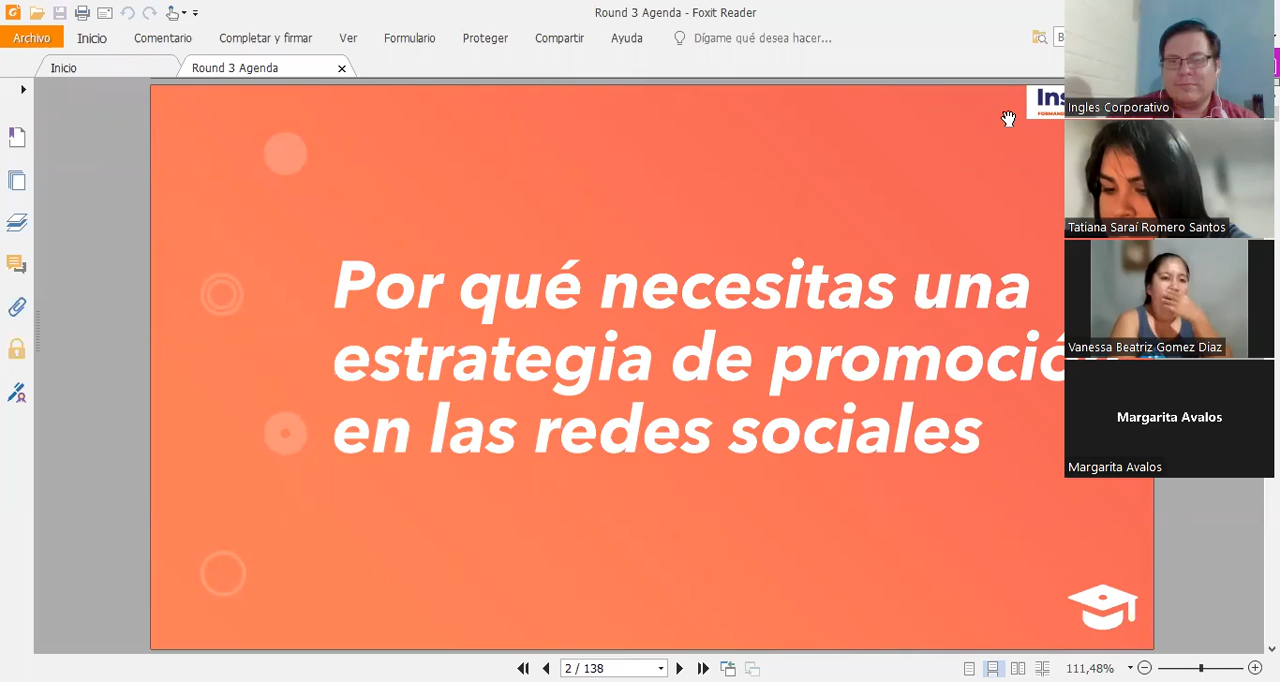 Round 3 Agenda - Foxit Reader
Archivo Inicio Comentario Completar y firmar Ver Formulario Proteger Compartir Ayuda Dígame qué desea hacer...
Inicio Round 3 Agenda
Ingles Corporativo
Tatiana Saraí Romero Santos
Vanessa Beatriz Gomez Diaz
Margarita Avalos
Margarita Avalos
Ins
Por qué necesitas una
estrategia de promoció
en las redes sociales
2 / 138
111,48%